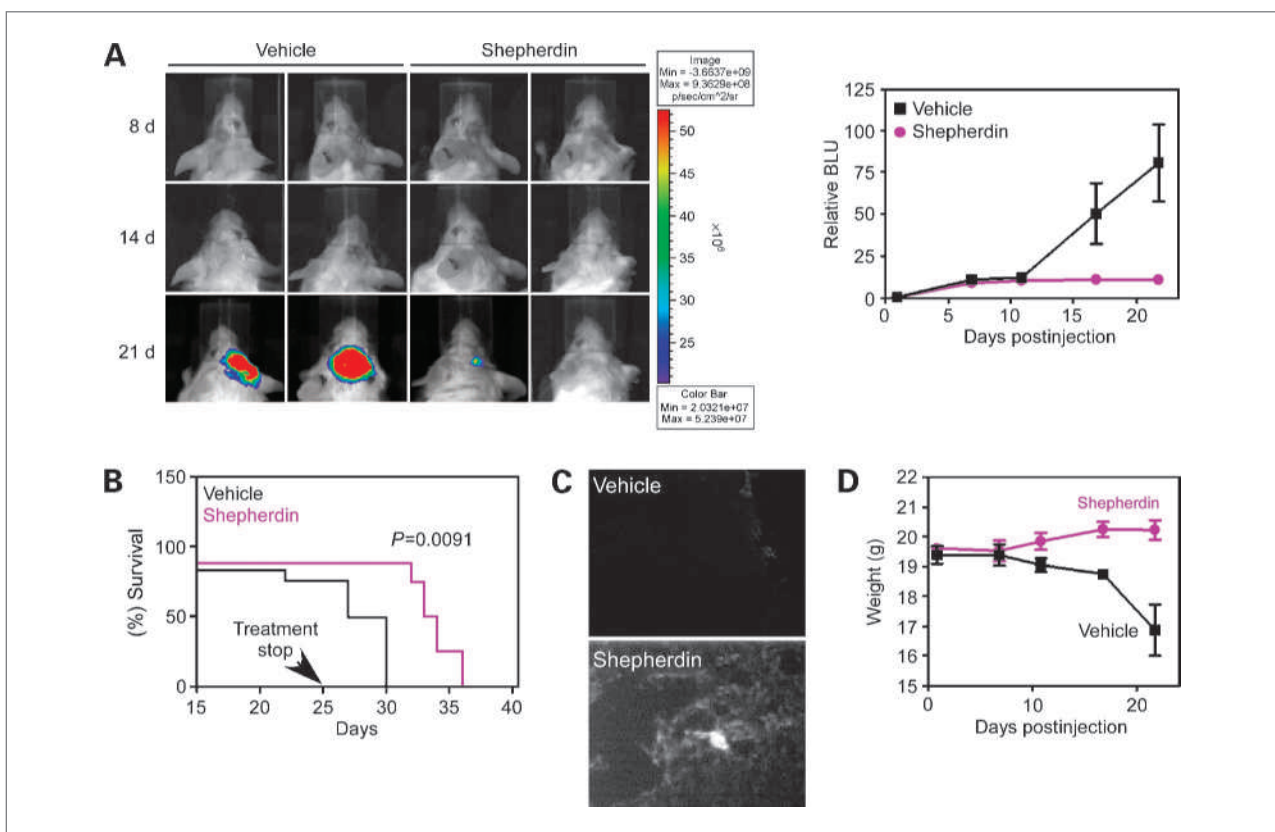 A
Vehicle
Shepherdin
8 d
14 d
21 d
Image
Min = -3.6637e+09
Max = 9.3629e+08
p/sec/cm^2/sr
50
45
40
35
30
25
×10⁶
Color Bar
Min = 2.0321e+07
Max = 5.239e+07
125
100
75
50
25
0
Relative BLU
Vehicle
Shepherdin
0
5
10
15
20
Days postinjection
B
150
100
50
0
(%) Survival
Vehicle
Shepherdin
P=0.0091
Treatment
stop
15
20
25
30
35
40
Days
C
Vehicle
Shepherdin
D
22
21
20
19
18
17
16
15
Weight (g)
Shepherdin
Vehicle
0
10
20
Days postinjection